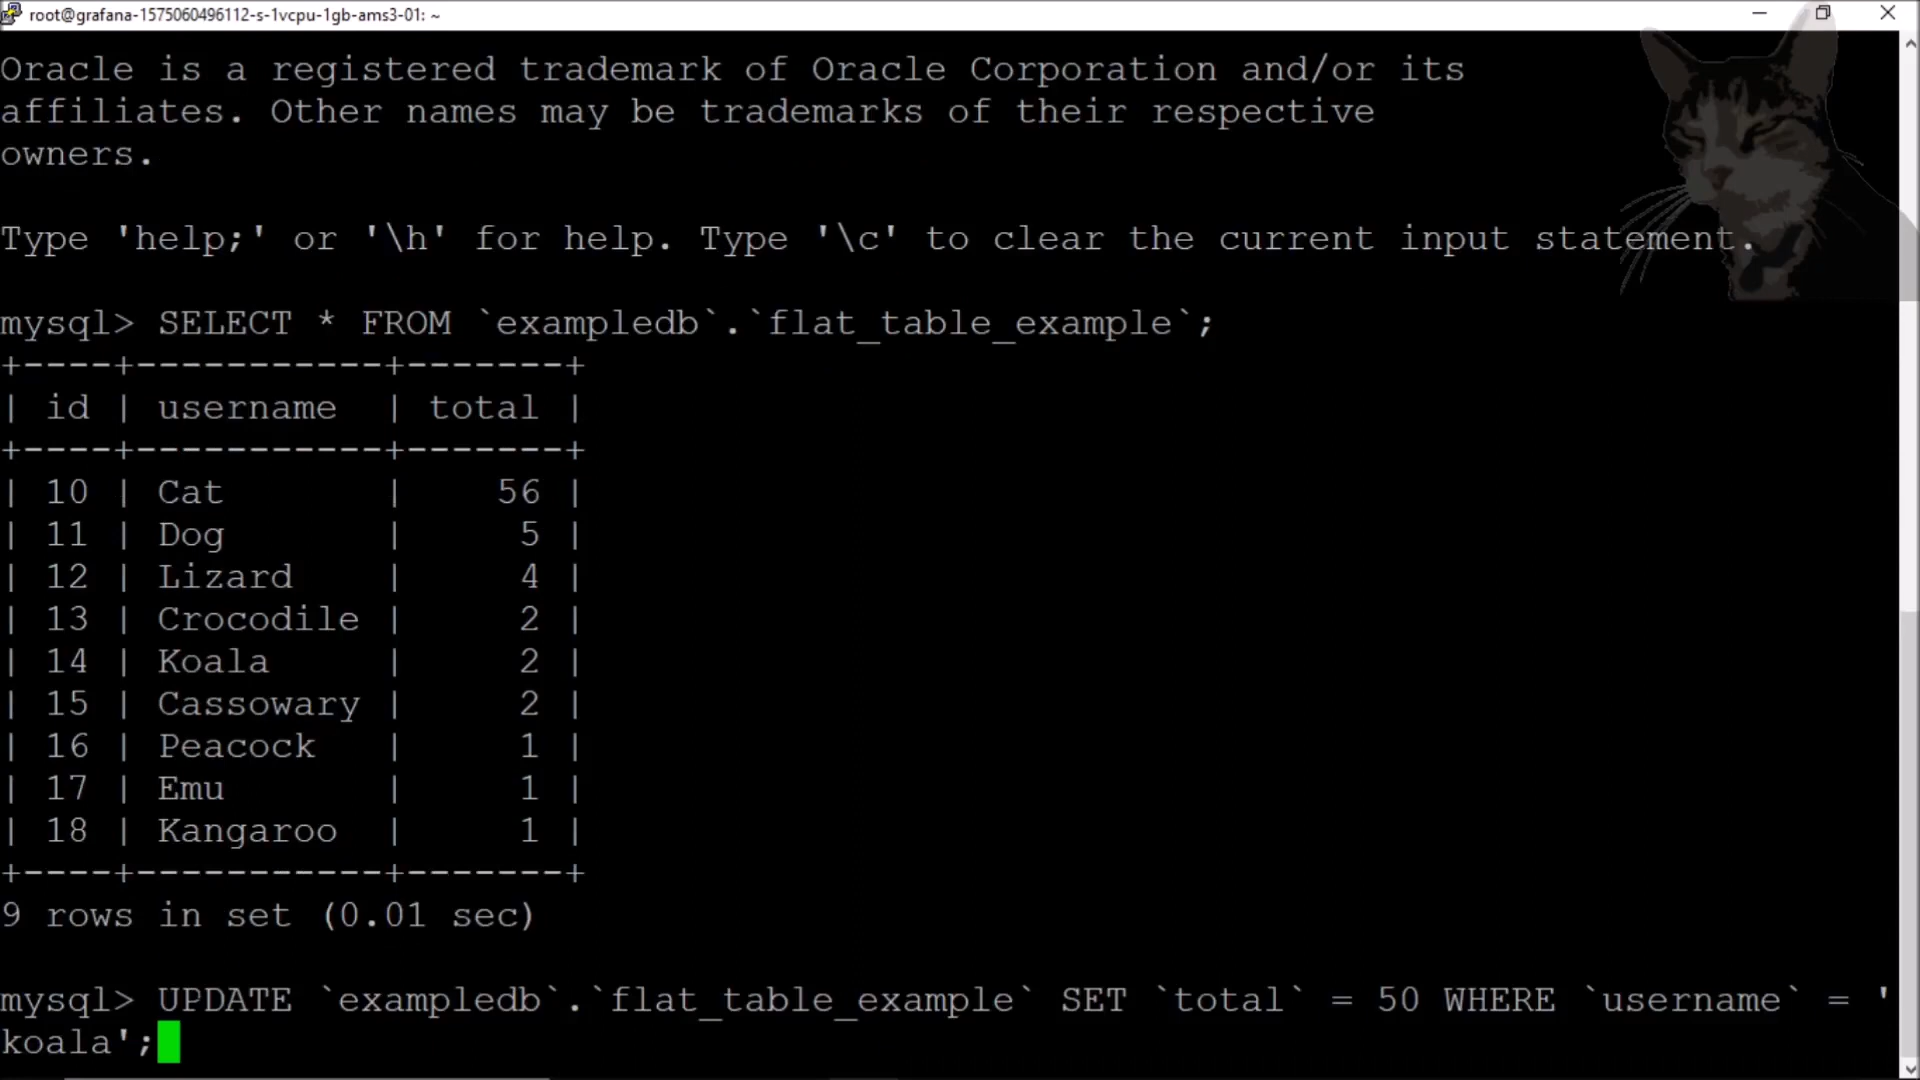 root@grafana-1575060496112-s-1vcpu-1gb-ams3-01: ~
Oracle is a registered trademark of Oracle Corporation and/or its
affiliates. Other names may be trademarks of their respective
owners.
Type 'help;' or '\h' for help. Type '\c' to clear the current input statement.
mysql> SELECT * FROM `exampledb`.`flat_table_example`;
+----+-----------+-------+
| id | username  | total |
+----+-----------+-------+
| 10 | Cat       |    56 |
| 11 | Dog       |     5 |
| 12 | Lizard    |     4 |
| 13 | Crocodile |     2 |
| 14 | Koala     |     2 |
| 15 | Cassowary |     2 |
| 16 | Peacock   |     1 |
| 17 | Emu       |     1 |
| 18 | Kangaroo  |     1 |
+----+-----------+-------+
9 rows in set (0.01 sec)
mysql> UPDATE `exampledb`.`flat_table_example` SET `total` = 50 WHERE `username` = '
koala';